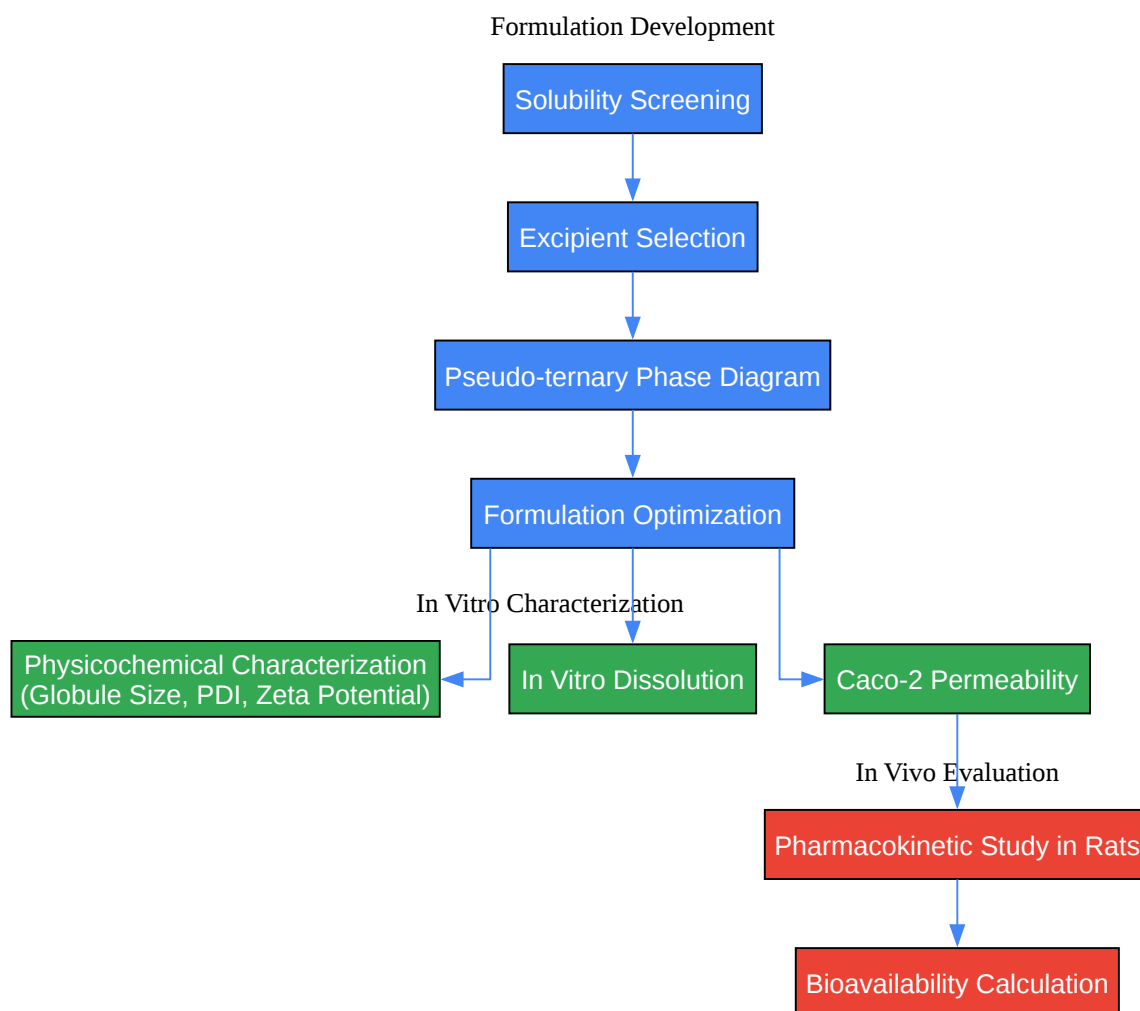 Formulation Development
Solubility Screening
Excipient Selection
Pseudo-ternary Phase Diagram
Formulation Optimization
In Vitro Characterization
Physicochemical Characterization
(Globule Size, PDI, Zeta Potential)
In Vitro Dissolution
Caco-2 Permeability
In Vivo Evaluation
Pharmacokinetic Study in Rats
Bioavailability Calculation